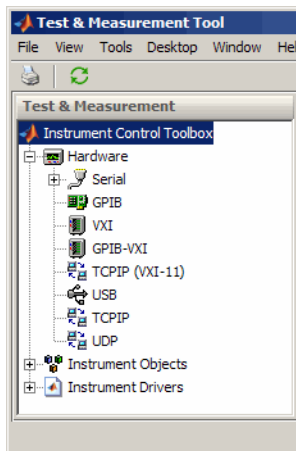 Test & Measurement Tool
File View Tools Desktop Window Hel
Test & Measurement
Instrument Control Toolbox
Hardware
Serial
GPIB
VXI
GPIB-VXI
TCPIP (VXI-11)
USB
TCPIP
UDP
Instrument Objects
Instrument Drivers